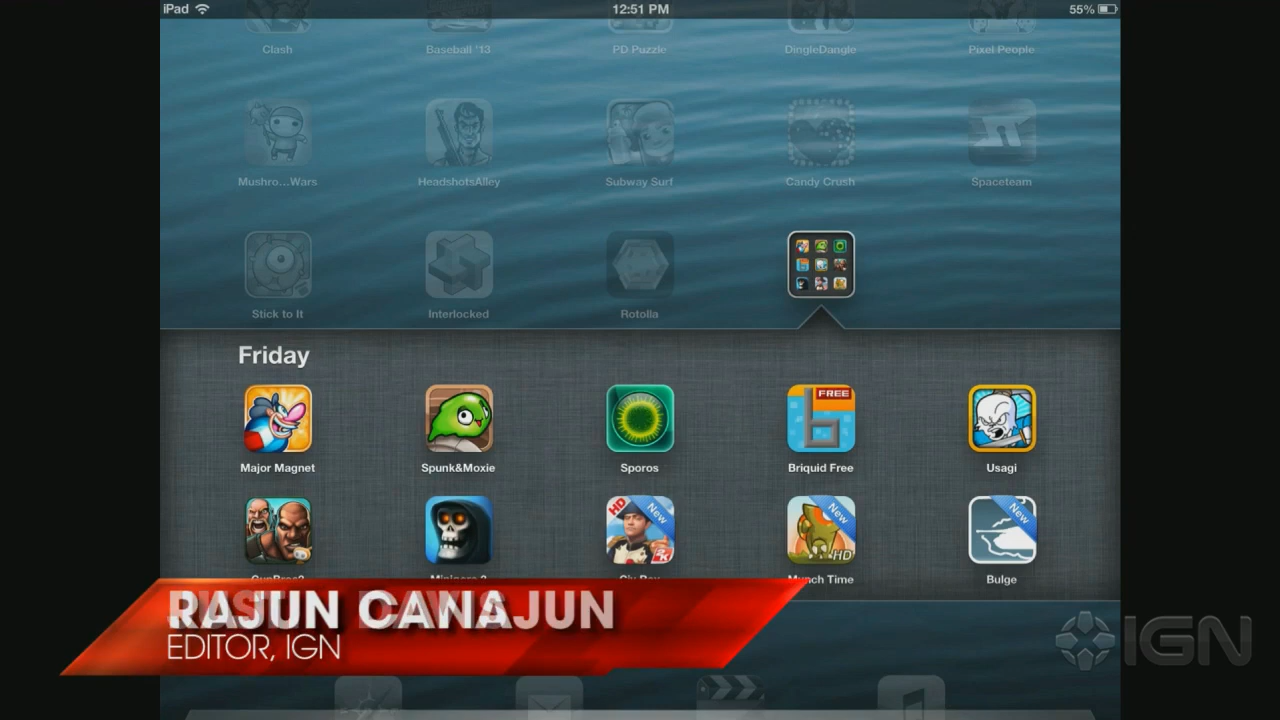 iPad 12:51 PM 55%
Clash Baseball '13 PD Puzzle DingleDangle Pixel People
Mushro...Wars HeadshotsAlley Subway Surf Candy Crush Spaceteam
Stick to It Interlocked Rotolla
Friday
FREE
Major Magnet Spunk&Moxie Sporos Briquid Free Usagi
HD New 2K New HD New
Munch Time Bulge
RAJUN CANAJUN
EDITOR, IGN
IGN